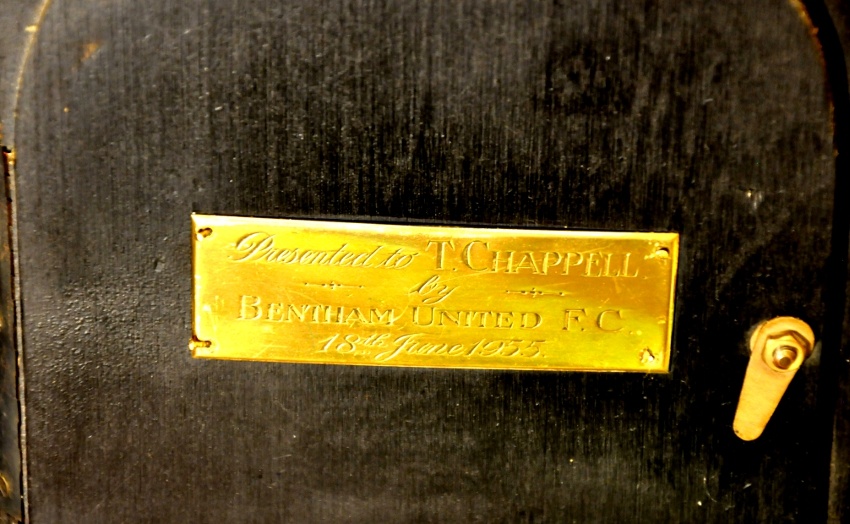 Presented to T. CHAPPELL.
by
BENTHAM UNITED F.C.
18th June 1955.